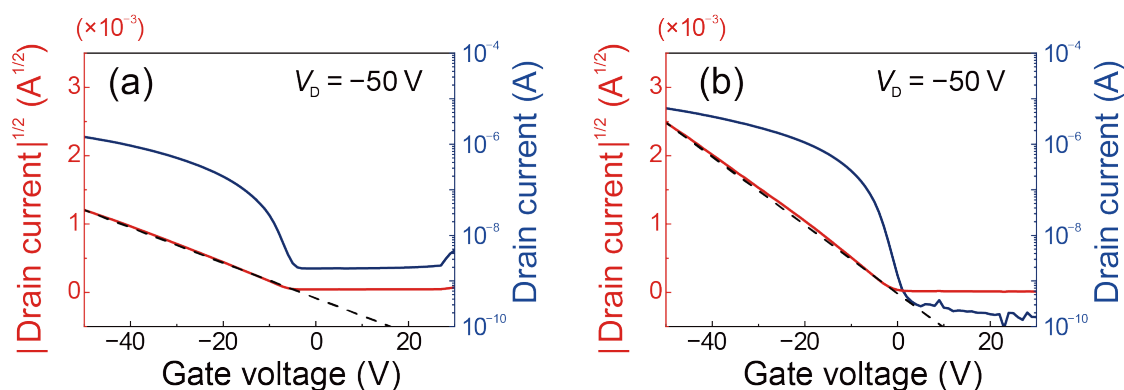 (×10⁻³)
(a)
V_D = −50 V
3
2
1
0
10⁻⁴
10⁻⁶
10⁻⁸
10⁻¹⁰
−40
−20
0
20
|Drain current|^1/2 (A^1/2)
Drain current (A)
Gate voltage (V)
(×10⁻³)
(b)
V_D = −50 V
3
2
1
0
10⁻⁴
10⁻⁶
10⁻⁸
10⁻¹⁰
−40
−20
0
20
|Drain current|^1/2 (A^1/2)
Drain current (A)
Gate voltage (V)